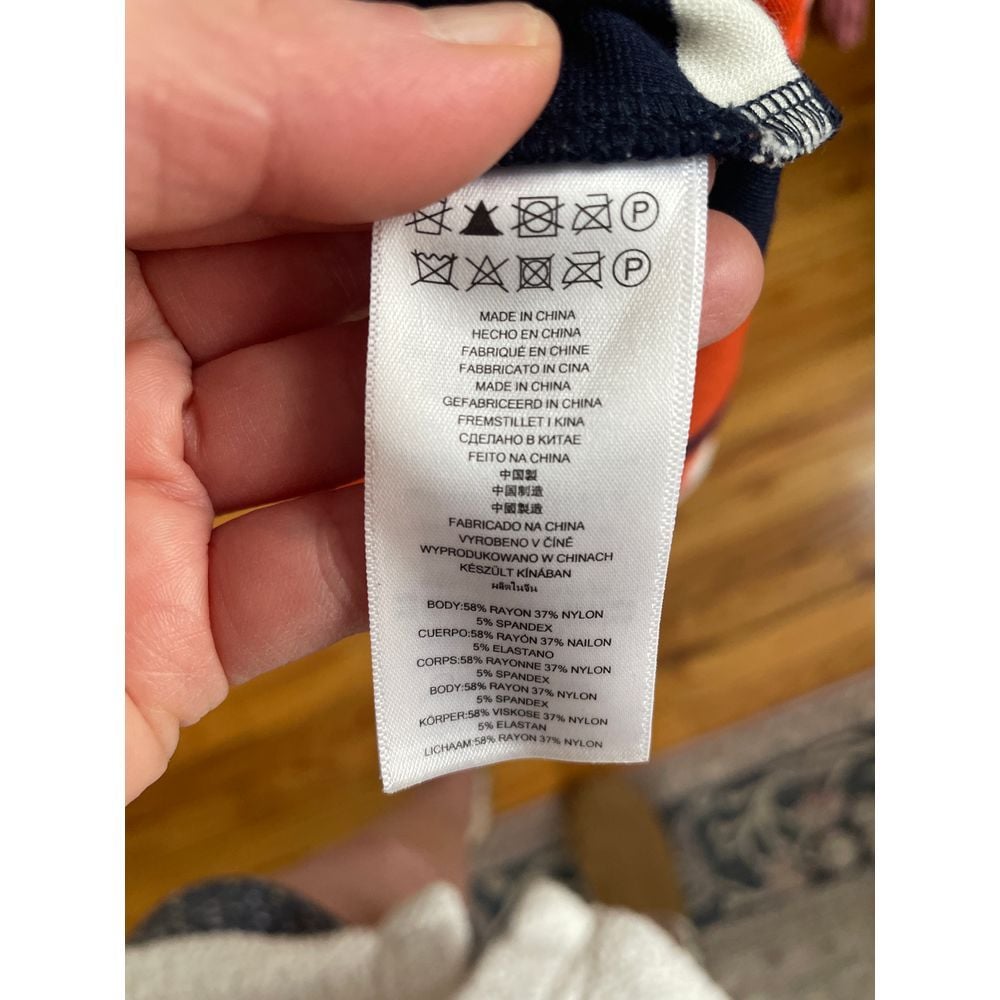 P
P
MADE IN CHINA
HECHO EN CHINA
FABRIQUÉ EN CHINE
FABBRICATO IN CINA
MADE IN CHINA
GEFABRICEERD IN CHINA
FREMSTILLET I KINA
СДЕЛАНО В КИТАЕ
FEITO NA CHINA
中国製
中国制造
中國製造
FABRICADO NA CHINA
VYROBENO V ČÍNĚ
WYPRODUKOWANO W CHINACH
KÉSZÜLT KÍNÁBAN
ผลิตในจีน
BODY:58% RAYON 37% NYLON
5% SPANDEX
CUERPO:58% RAYÓN 37% NAILON
5% ELASTANO
CORPS:58% RAYONNE 37% NYLON
5% SPANDEX
BODY:58% RAYON 37% NYLON
5% SPANDEX
KÖRPER:58% VISKOSE 37% NYLON
5% ELASTAN
LICHAAM:58% RAYON 37% NYLON